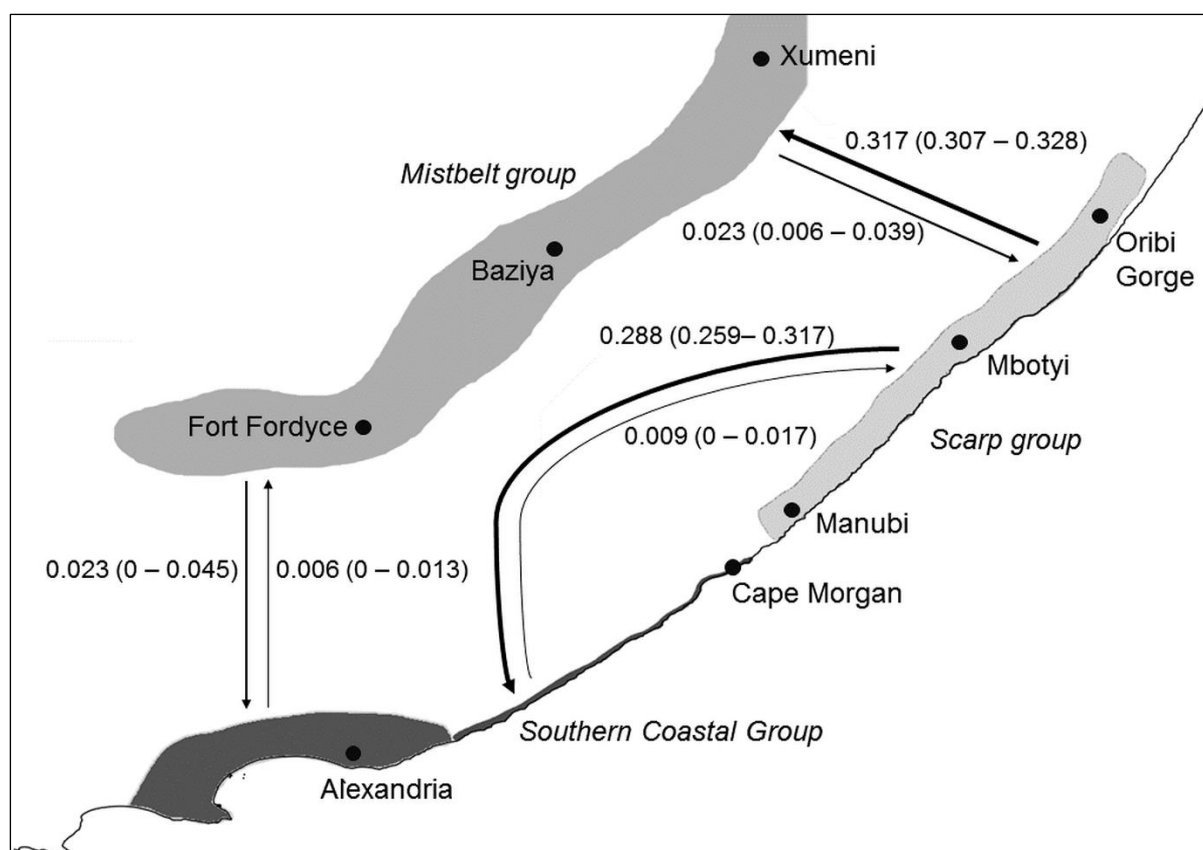 Xumeni
0.317 (0.307 – 0.328)
Mistbelt group
0.023 (0.006 – 0.039)
Oribi
Gorge
Baziya
0.288 (0.259– 0.317)
Mbotyi
Fort Fordyce
0.009 (0 – 0.017)
Scarp group
Manubi
0.023 (0 – 0.045)
0.006 (0 – 0.013)
Cape Morgan
Southern Coastal Group
Alexandria